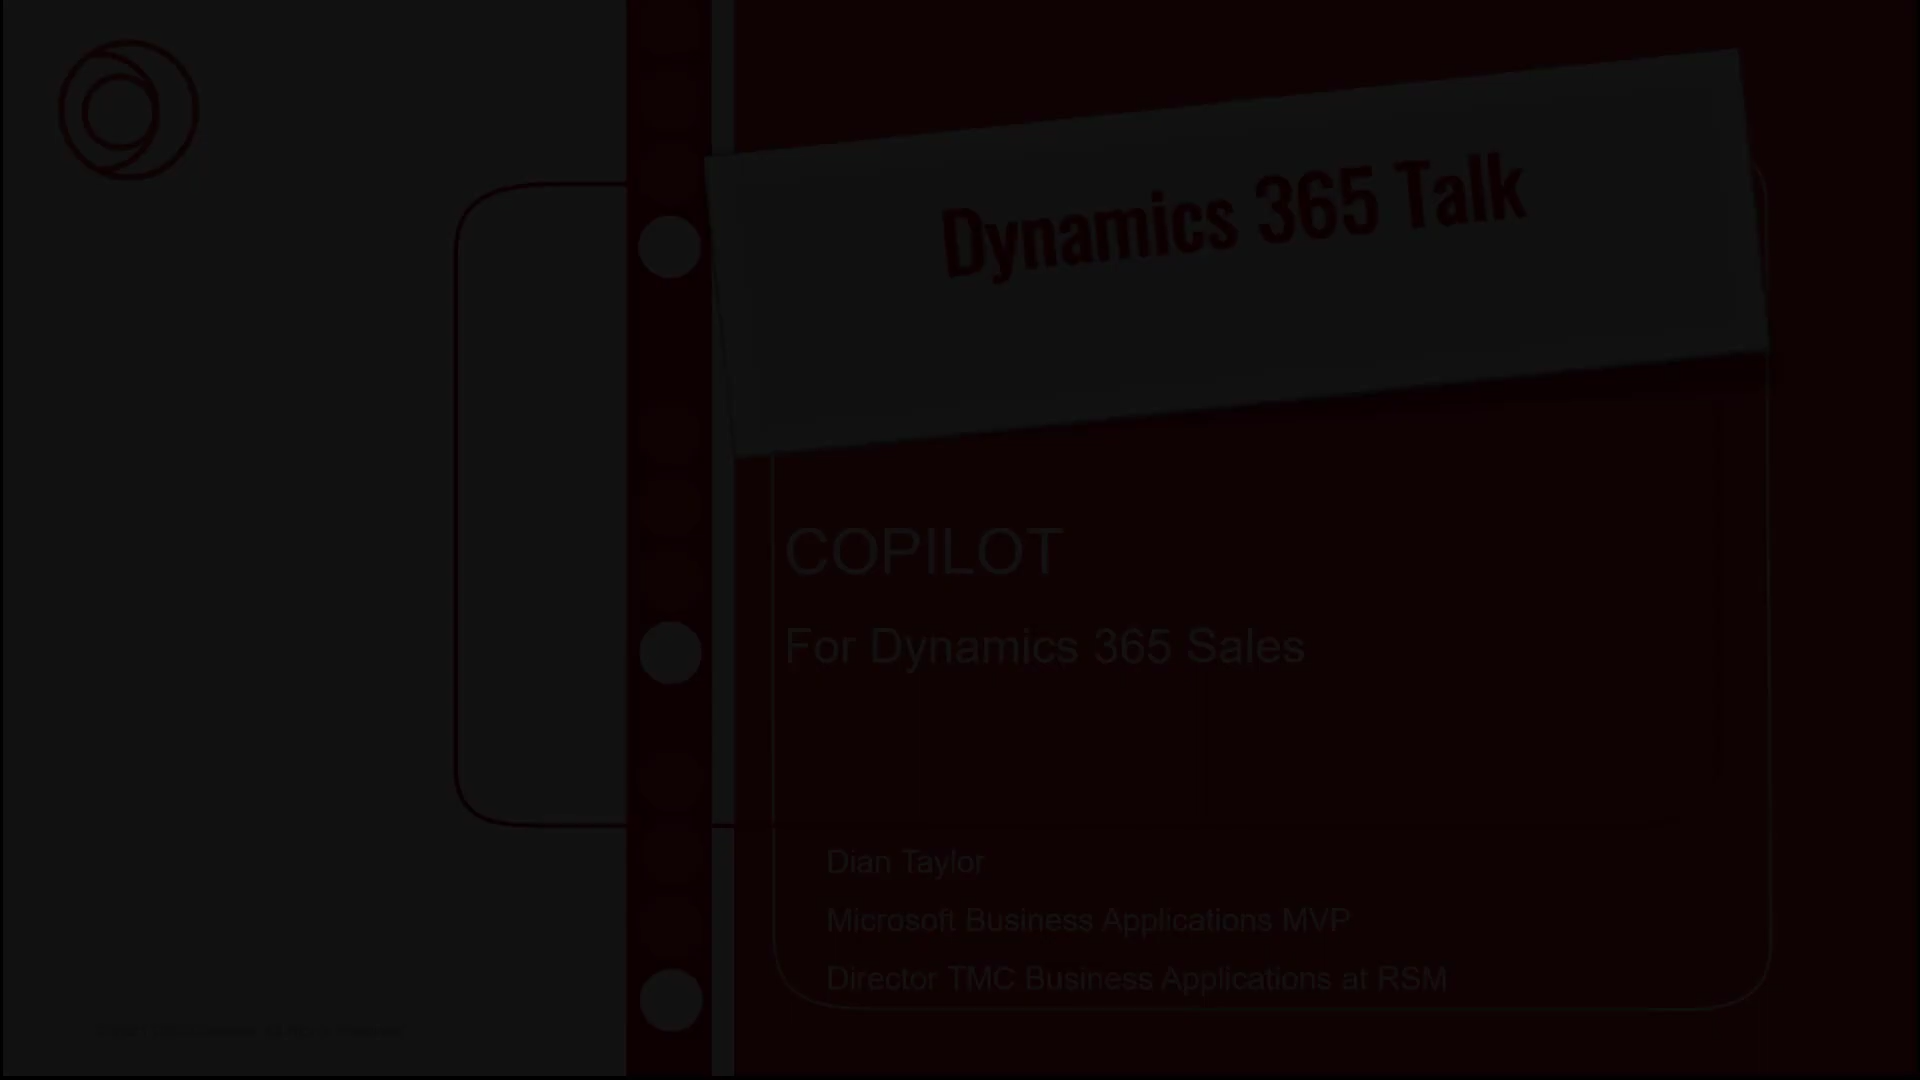 Dynamics 365 Talk
COPILOT
For Dynamics 365 Sales
Dian Taylor
Microsoft Business Applications MVP
Director TMC Business Applications at RSM